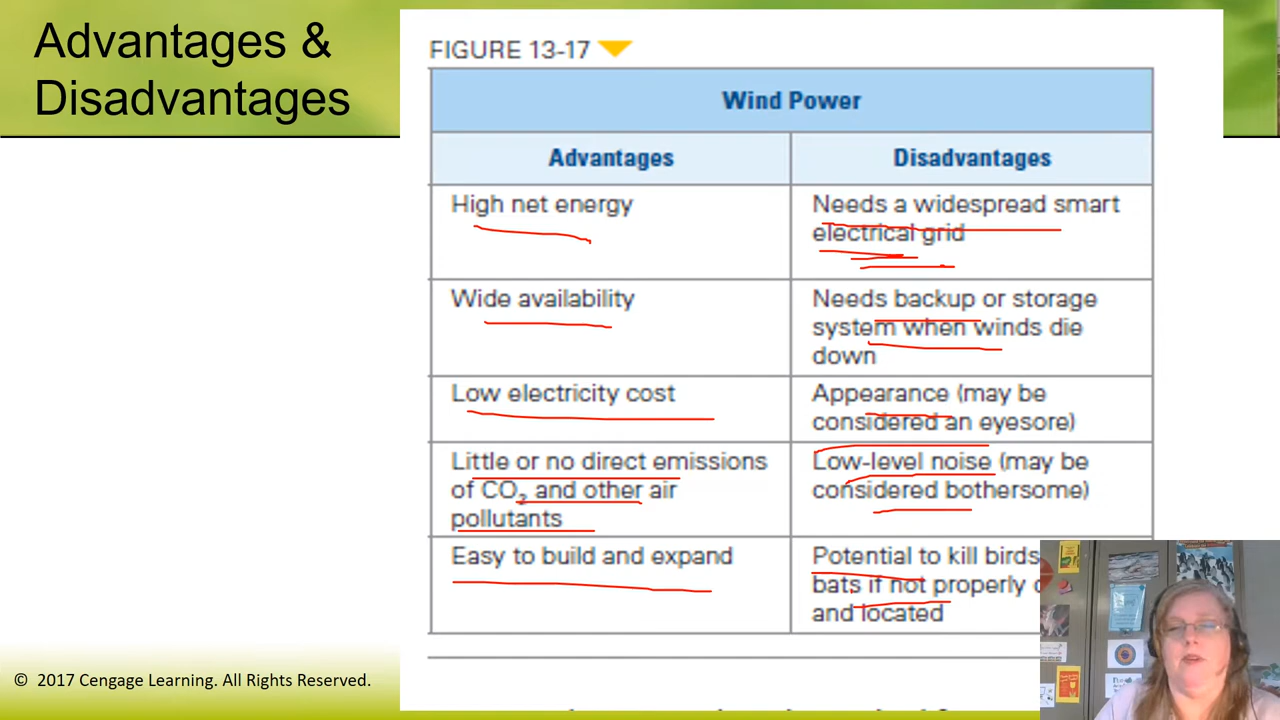 Advantages &
Disadvantages
FIGURE 13-17
Wind Power
Advantages
Disadvantages
High net energy
Needs a widespread smart
electrical grid
Wide availability
Needs backup or storage
system when winds die
down
Low electricity cost
Appearance (may be
considered an eyesore)
Little or no direct emissions
of CO₂ and other air
pollutants
Low-level noise (may be
considered bothersome)
Easy to build and expand
Potential to kill birds
bats if not properly
and located
© 2017 Cengage Learning. All Rights Reserved.